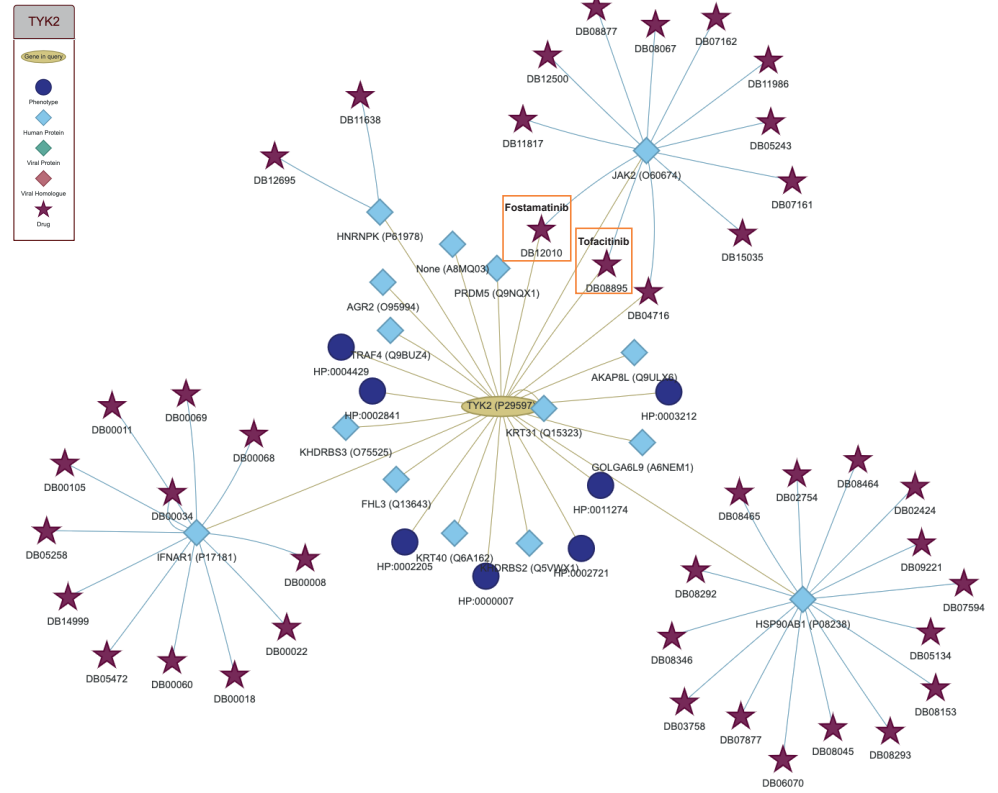 TYK2
Gene in query
Phenotype
Human Protein
Viral Protein
Viral Homologue
Drug
DB08877
DB08067
DB07162
DB12500
DB11986
DB11638
DB11817
DB05243
DB12695
JAK2 (O60674)
DB07161
Fostamatinib
HNRNPK (P61978)
Tofacitinib
DB12010
DB15035
None (A8MQ03)
PRDM5 (Q9NQX1)
DB08895
AGR2 (O95994)
DB04716
TRAF4 (Q9BUZ4)
HP:0004429
AKAP8L (Q9ULX6)
TYK2 (P29597)
HP:0002841
HP:0003212
DB00069
DB00011
KRT31 (Q15323)
KHDRBS3 (O75525)
DB00068
GOLGA6L9 (A6NEM1)
DB00105
FHL3 (Q13643)
DB08464
DB02754
DB00034
HP:0011274
DB08465
DB02424
DB05258
IFNAR1 (P17181)
KRT40 (Q6A162)
HP:0002205
KHDRBS2 (Q5VWX1)
HP:0002721
DB09221
DB00008
DB08292
HP:0000007
DB07594
DB14999
HSP90AB1 (P08238)
DB00022
DB08346
DB05134
DB05472
DB00060
DB00018
DB03758
DB08153
DB07877
DB08045
DB08293
DB06070